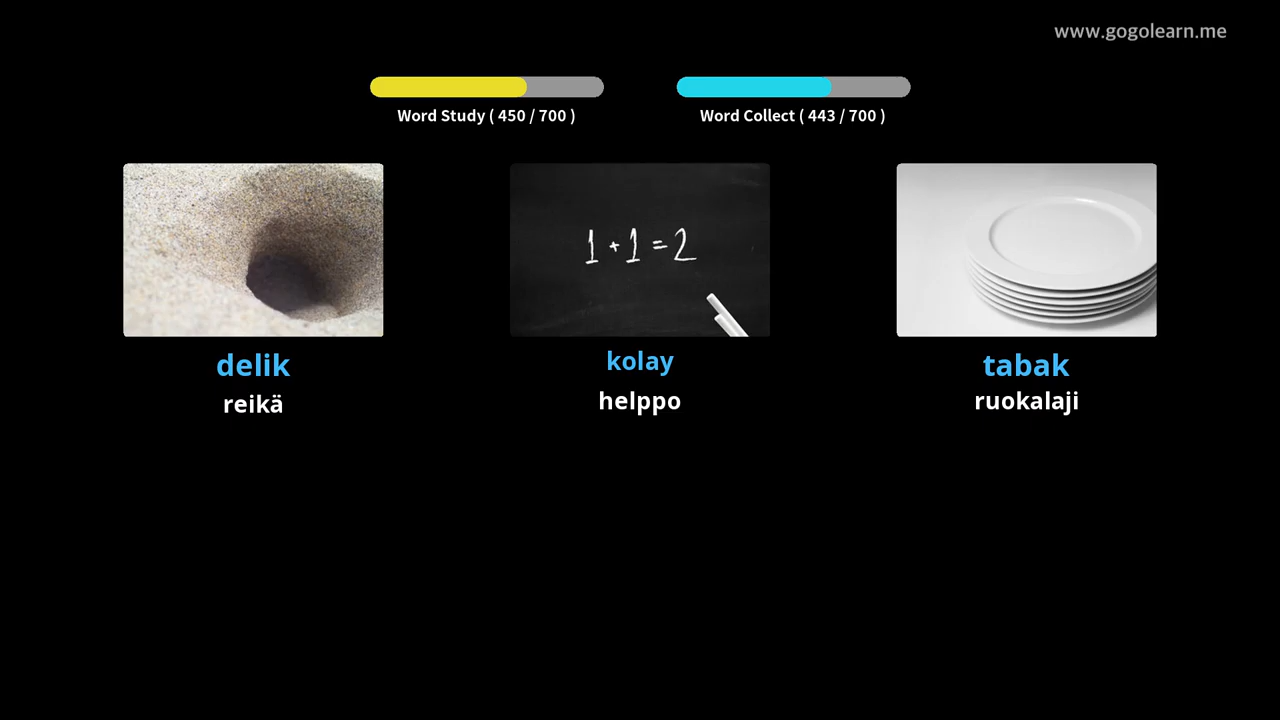 www.gogolearn.me
Word Study ( 450 / 700 )
Word Collect ( 443 / 700 )
1 + 1 = 2
delik
kolay
tabak
reikä
helppo
ruokalaji